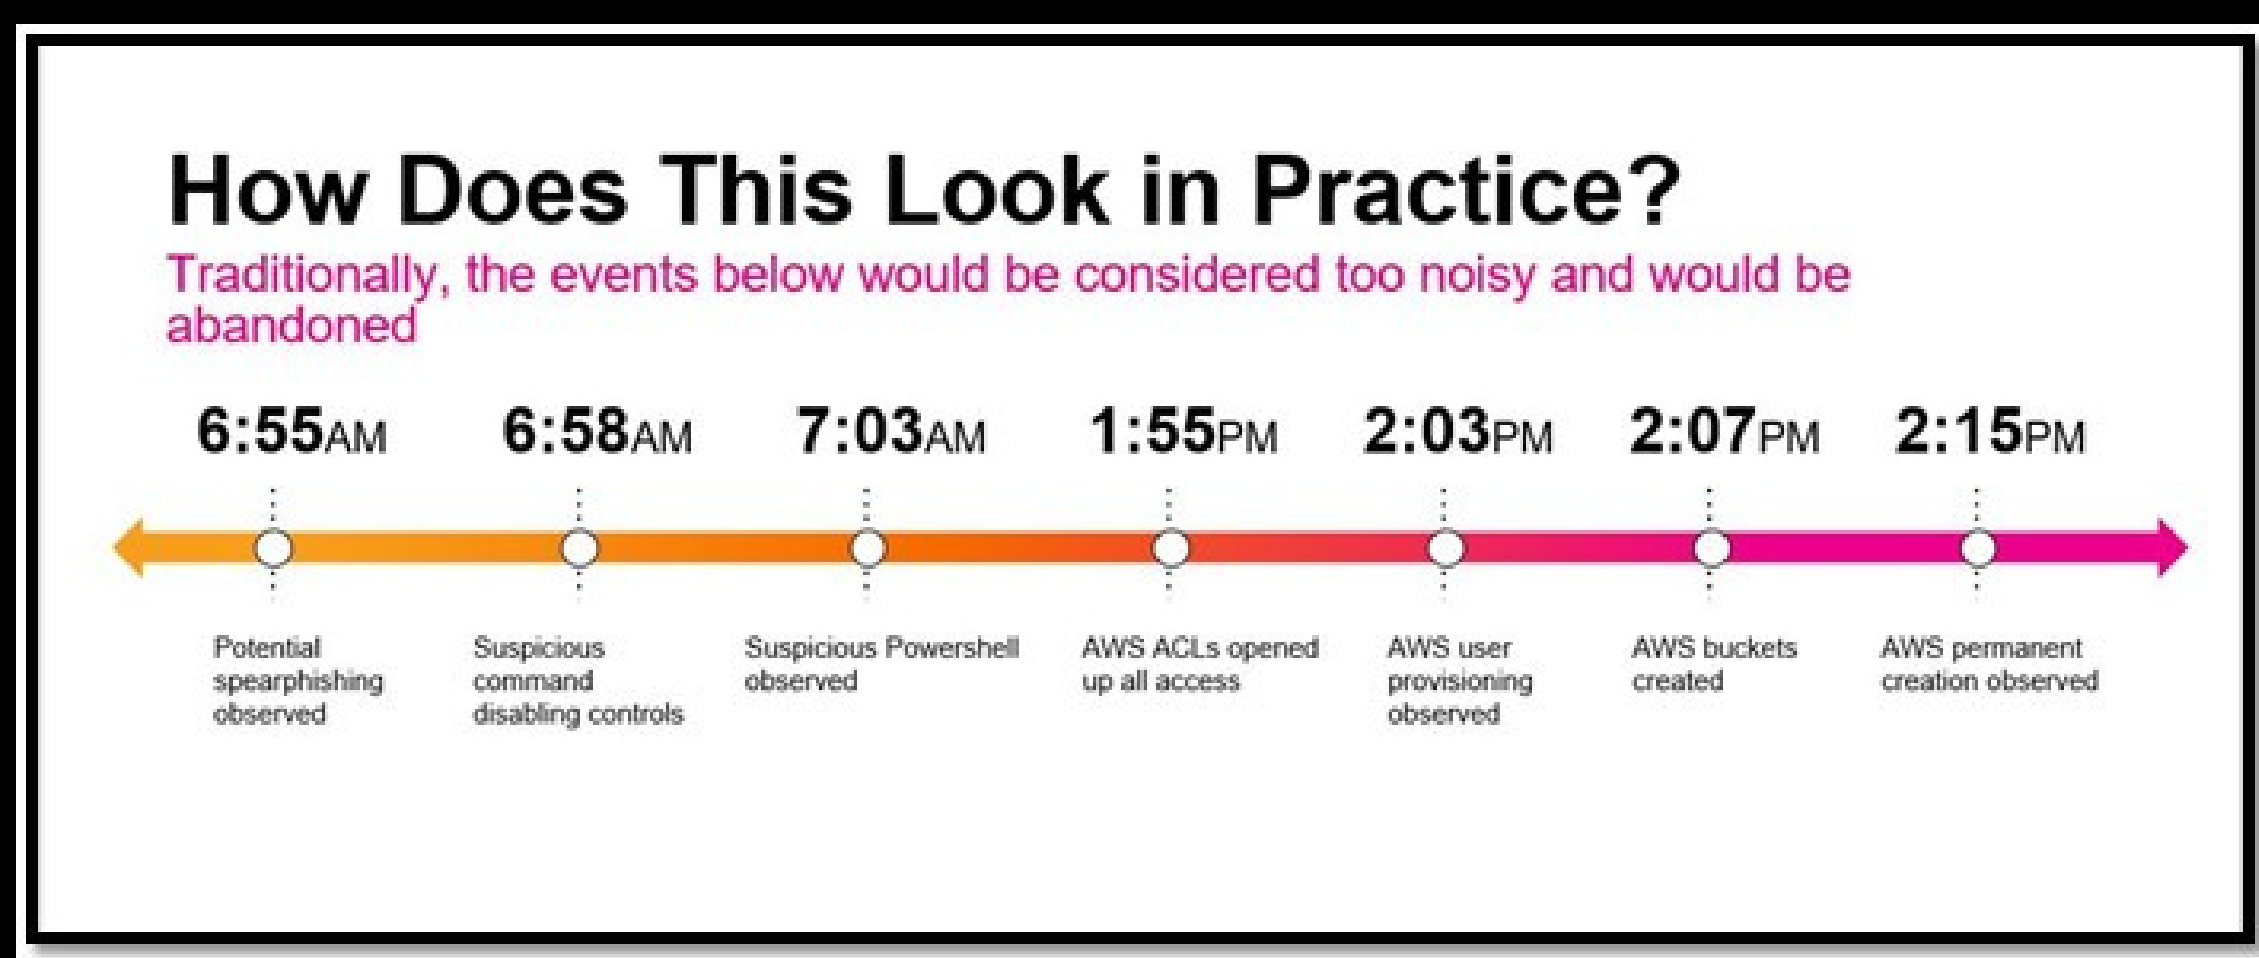 How Does This Look in Practice?
Traditionally, the events below would be considered too noisy and would be
abandoned
6:55AM 6:58AM 7:03AM 1:55PM 2:03PM 2:07PM 2:15PM
Potential
spearphishing
observed
Suspicious
command
disabling controls
Suspicious Powershell
observed
AWS ACLs opened
up all access
AWS user
provisioning
observed
AWS buckets
created
AWS permanent
creation observed